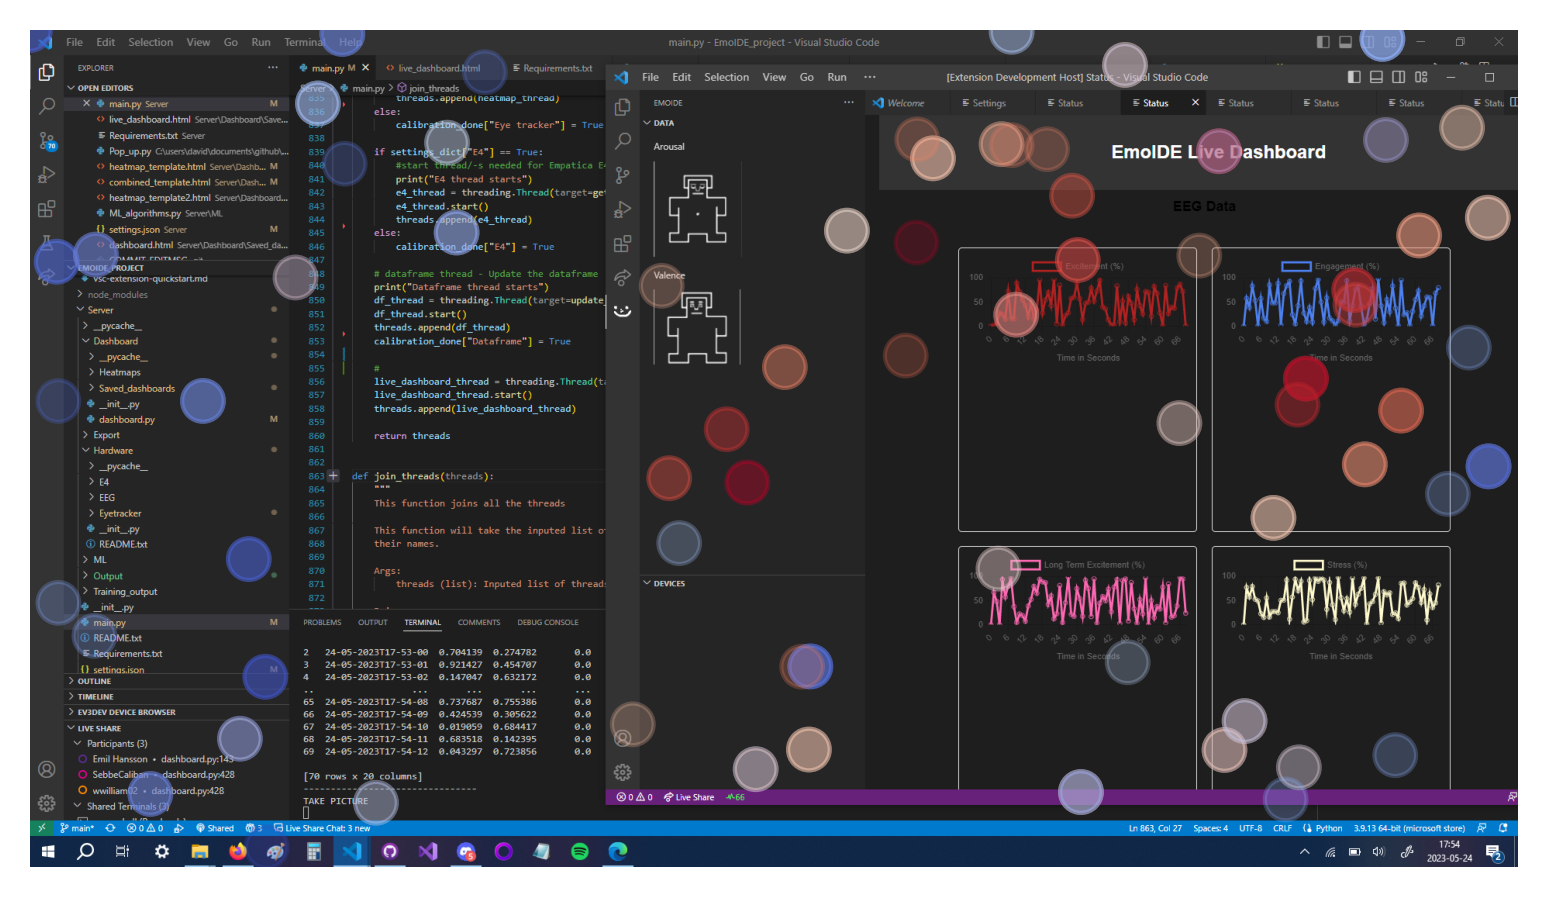 File Edit Selection View Go Run Terminal Help
main.py - EmoIDE_project - Visual Studio Code
EXPLORER
OPEN EDITORS
main.py Server M
live_dashboard.html Server\Dashboard\Save...
Requirements.txt Server
Pop_up.py C:\users\david\documents\github\...
heatmap_template.html Server\Dashb... M
combined_template.html Server\Dash... M
heatmap_template2.html Server\Dashboard...
ML_algorithms.py Server\ML
settings.json Server M
dashboard.html Server\Dashboard\Saved_da...
EMOIDE_PROJECT
vsc-extension-quickstart.md
node_modules
Server
__pycache__
Dashboard
__pycache__
Heatmaps
Saved_dashboards
__init__.py
dashboard.py M
Export
Hardware
__pycache__
E4
EEG
Eyetracker
__init__.py
README.txt
ML
Output
Training_output
__init__.py
main.py M
README.txt
Requirements.txt
settings.json M
OUTLINE
TIMELINE
EV3DEV DEVICE BROWSER
LIVE SHARE
Participants (3)
Emil Hansson • dashboard.py:143
SebbeCaliban • dashboard.py:428
wwilliam02 • dashboard.py:428
Shared Terminals (3)
main.py M
live_dashboard.html
Requirements.txt
Server > main.py > join_threads
835 threads.append(heatmap_thread)
836 else:
837 calibration_done["Eye tracker"] = True
838
839 if settings_dict["E4"] == True:
840 #start thread/-s needed for Empatica E4
841 print("E4 thread starts")
842 e4_thread = threading.Thread(target=get
843 e4_thread.start()
844 threads.append(e4_thread)
845 else:
846 calibration_done["E4"] = True
847
848 # dataframe thread - Update the dataframe
849 print("Dataframe thread starts")
850 df_thread = threading.Thread(target=update_
851 df_thread.start()
852 threads.append(df_thread)
853 calibration_done["Dataframe"] = True
854
855 #
856 live_dashboard_thread = threading.Thread(ta
857 live_dashboard_thread.start()
858 threads.append(live_dashboard_thread)
859
860 return threads
861
862
863 def join_threads(threads):
864 """
865 This function joins all the threads
866
867 This function will take the inputed list of
868 their names.
869
870 Args:
871 threads (list): Inputed list of threads
872
PROBLEMS OUTPUT TERMINAL COMMENTS DEBUG CONSOLE
2 24-05-2023T17-53-00 0.704139 0.274782 0.0
3 24-05-2023T17-53-01 0.921427 0.454707 0.0
4 24-05-2023T17-53-02 0.147047 0.632172 0.0
.. ... ... ... ...
65 24-05-2023T17-54-08 0.737687 0.755386 0.0
66 24-05-2023T17-54-09 0.424539 0.305622 0.0
67 24-05-2023T17-54-10 0.019059 0.684417 0.0
68 24-05-2023T17-54-11 0.683518 0.142395 0.0
69 24-05-2023T17-54-12 0.043297 0.723856 0.0
[70 rows x 20 columns]
--------------------------------
TAKE PICTURE
File Edit Selection View Go Run ...
[Extension Development Host] Status - Visual Studio Code
EMOIDE
DATA
Arousal
Valence
DEVICES
Welcome Settings Status Status Status Status Status Statu
EmoIDE Live Dashboard
EEG Data
Excitement (%)
100
50
0
0 6 12 18 24 30 36 42 48 54 60 66
Time in Seconds
Engagement (%)
100
50
0
0 6 12 18 24 30 36 42 48 54 60 66
Time in Seconds
Long Term Excitement (%)
100
50
0
0 6 12 18 24 30 36 42 48 54 60 66
Time in Seconds
Stress (%)
100
50
0
0 6 12 18 24 30 36 42 48 54 60 66
Time in Seconds
0 0 Live Share 66
main* 0 0 Shared 3 Live Share Chat: 3 new
Ln 863, Col 27 Spaces: 4 UTF-8 CRLF Python 3.9.13 64-bit (microsoft store)
17:54
2023-05-24
2